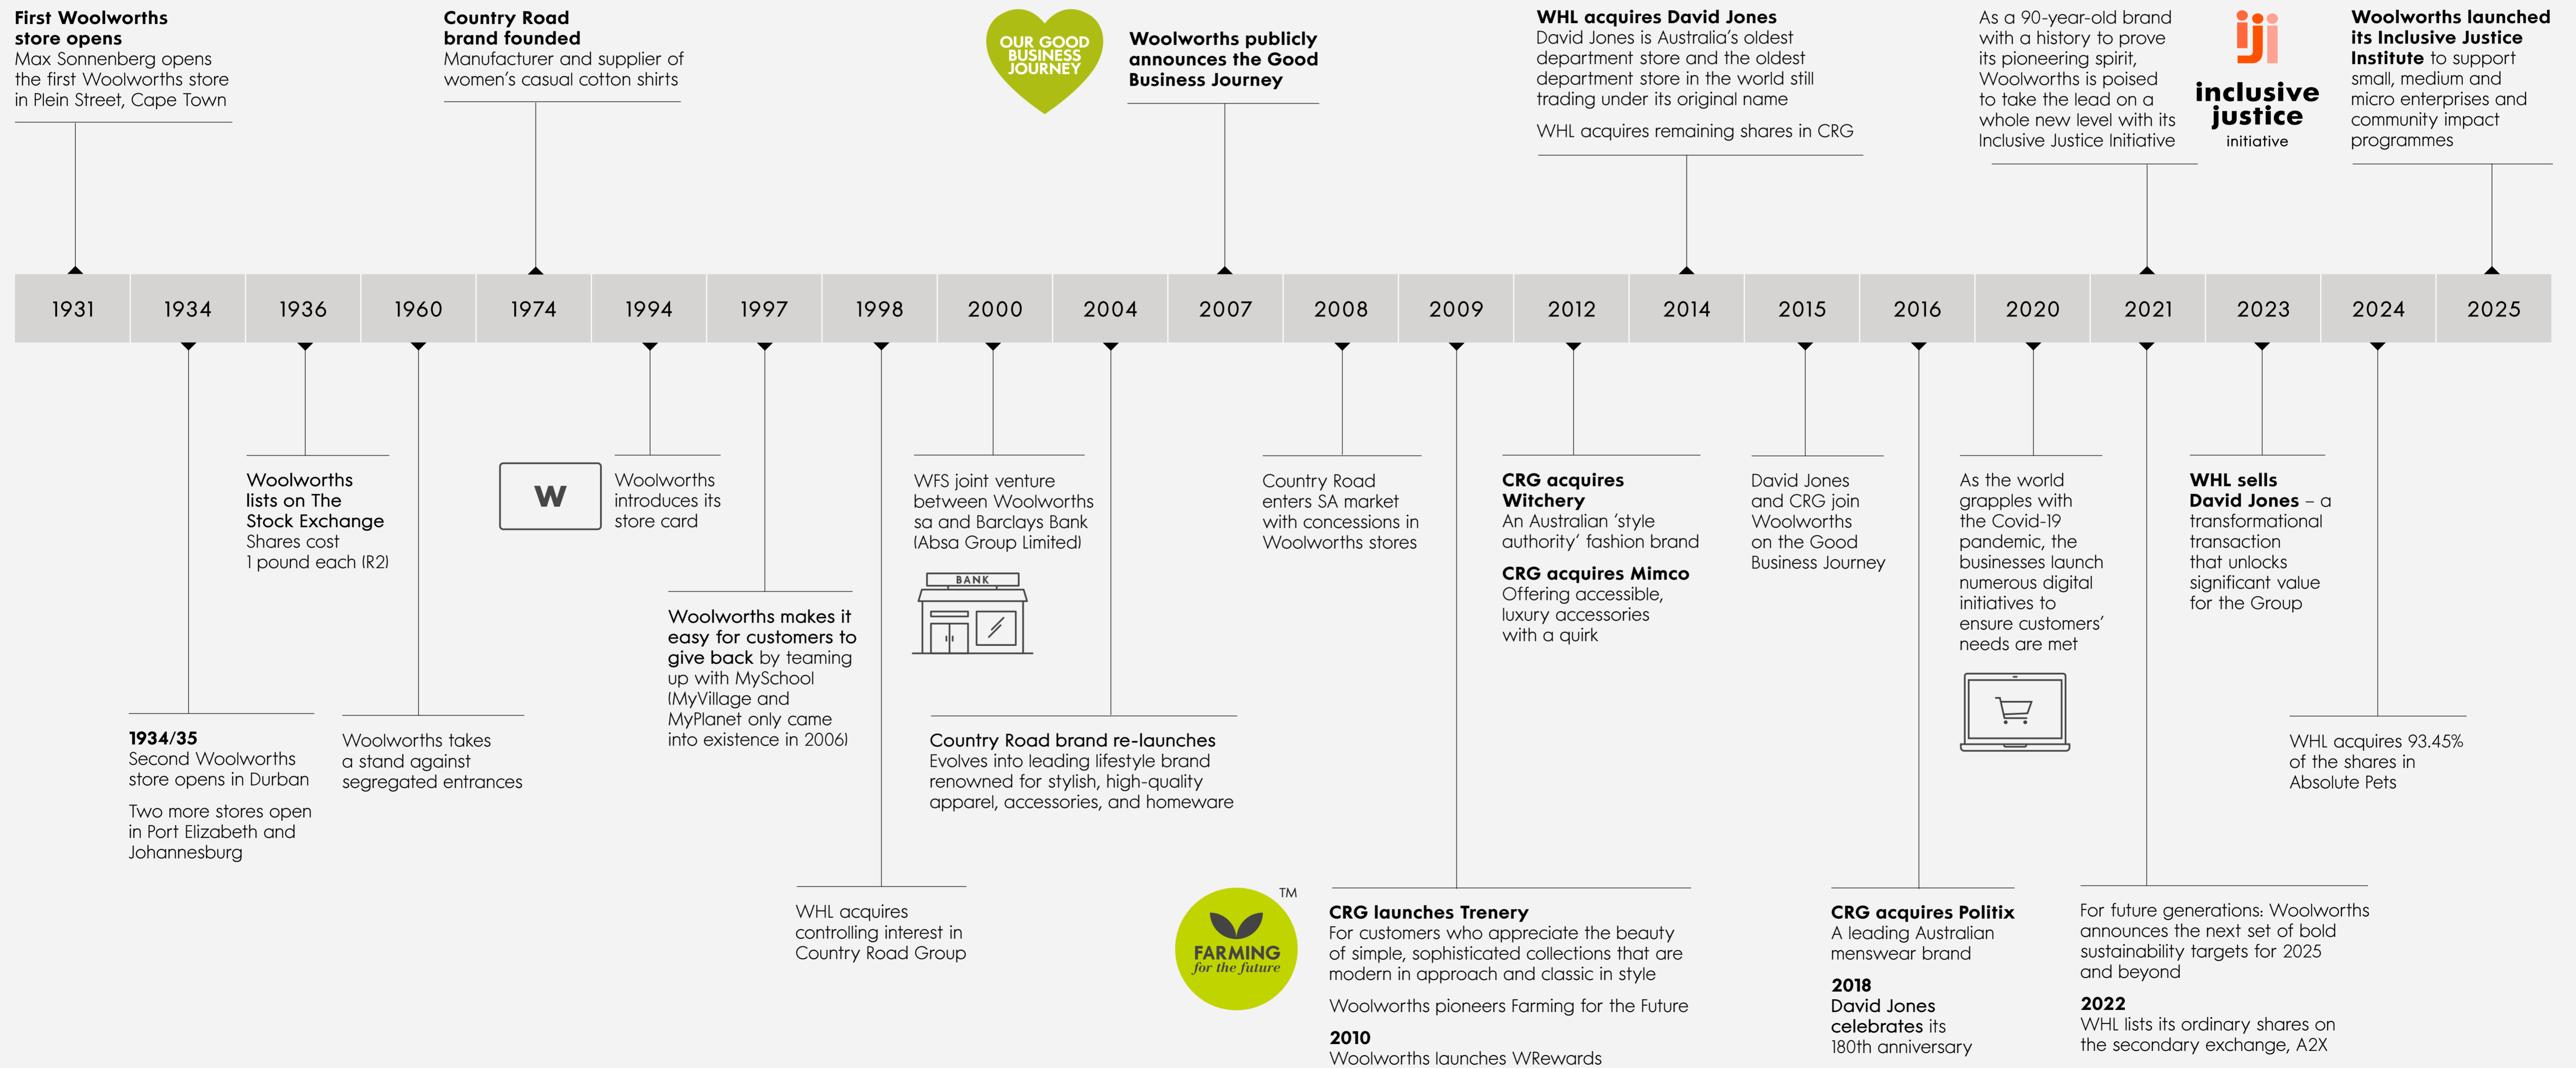 First Woolworths
store opens
Max Sonnenberg opens
the first Woolworths store
in Plein Street, Cape Town
Country Road
brand founded
Manufacturer and supplier of
women's casual cotton shirts
OUR GOOD
BUSINESS
JOURNEY
Woolworths publicly
announces the Good
Business Journey
WHL acquires David Jones
David Jones is Australia's oldest
department store and the oldest
department store in the world still
trading under its original name
WHL acquires remaining shares in CRG
As a 90-year-old brand
with a history to prove
its pioneering spirit,
Woolworths is poised
to take the lead on a
whole new level with its
Inclusive Justice Initiative
iji
inclusive
justice
initiative
Woolworths launched
its Inclusive Justice
Institute to support
small, medium and
micro enterprises and
community impact
programmes
1931
1934
1936
1960
1974
1994
1997
1998
2000
2004
2007
2008
2009
2012
2014
2015
2016
2020
2021
2023
2024
2025
1934/35
Second Woolworths
store opens in Durban
Two more stores open
in Port Elizabeth and
Johannesburg
Woolworths
lists on The
Stock Exchange
Shares cost
1 pound each (R2)
Woolworths takes
a stand against
segregated entrances
W
Woolworths
introduces its
store card
Woolworths makes it
easy for customers to
give back by teaming
up with MySchool
(MyVillage and
MyPlanet only came
into existence in 2006)
WHL acquires
controlling interest in
Country Road Group
WFS joint venture
between Woolworths
sa and Barclays Bank
(Absa Group Limited)
BANK
Country Road brand re-launches
Evolves into leading lifestyle brand
renowned for stylish, high-quality
apparel, accessories, and homeware
Country Road
enters SA market
with concessions in
Woolworths stores
FARMING
for the future
TM
CRG launches Trenery
For customers who appreciate the beauty
of simple, sophisticated collections that are
modern in approach and classic in style
Woolworths pioneers Farming for the Future
2010
Woolworths launches WRewards
CRG acquires
Witchery
An Australian 'style
authority' fashion brand
CRG acquires Mimco
Offering accessible,
luxury accessories
with a quirk
David Jones
and CRG join
Woolworths
on the Good
Business Journey
CRG acquires Politix
A leading Australian
menswear brand
2018
David Jones
celebrates its
180th anniversary
As the world
grapples with
the Covid-19
pandemic, the
businesses launch
numerous digital
initiatives to
ensure customers'
needs are met
For future generations: Woolworths
announces the next set of bold
sustainability targets for 2025
and beyond
2022
WHL lists its ordinary shares on
the secondary exchange, A2X
WHL sells
David Jones – a
transformational
transaction
that unlocks
significant value
for the Group
WHL acquires 93.45%
of the shares in
Absolute Pets